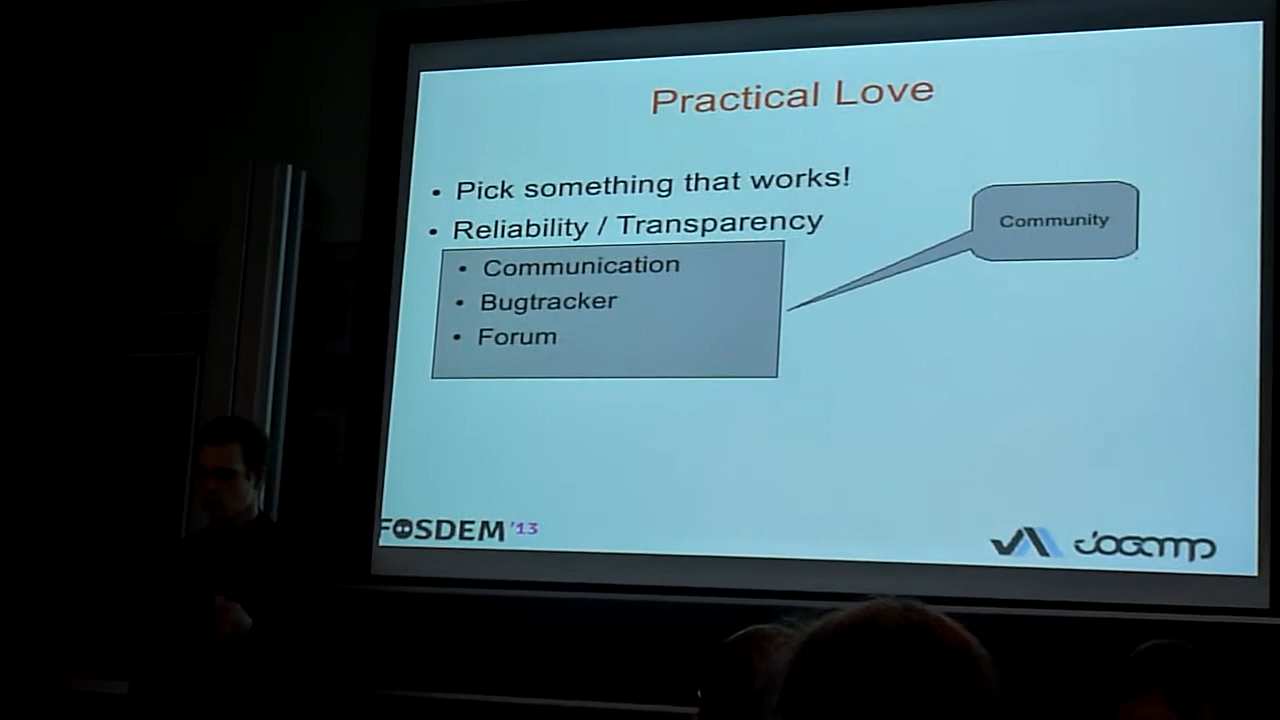 Practical Love
• Pick something that works!
• Reliability / Transparency
• Communication
• Bugtracker
• Forum
Community
FOSDEM '13
Jogamp